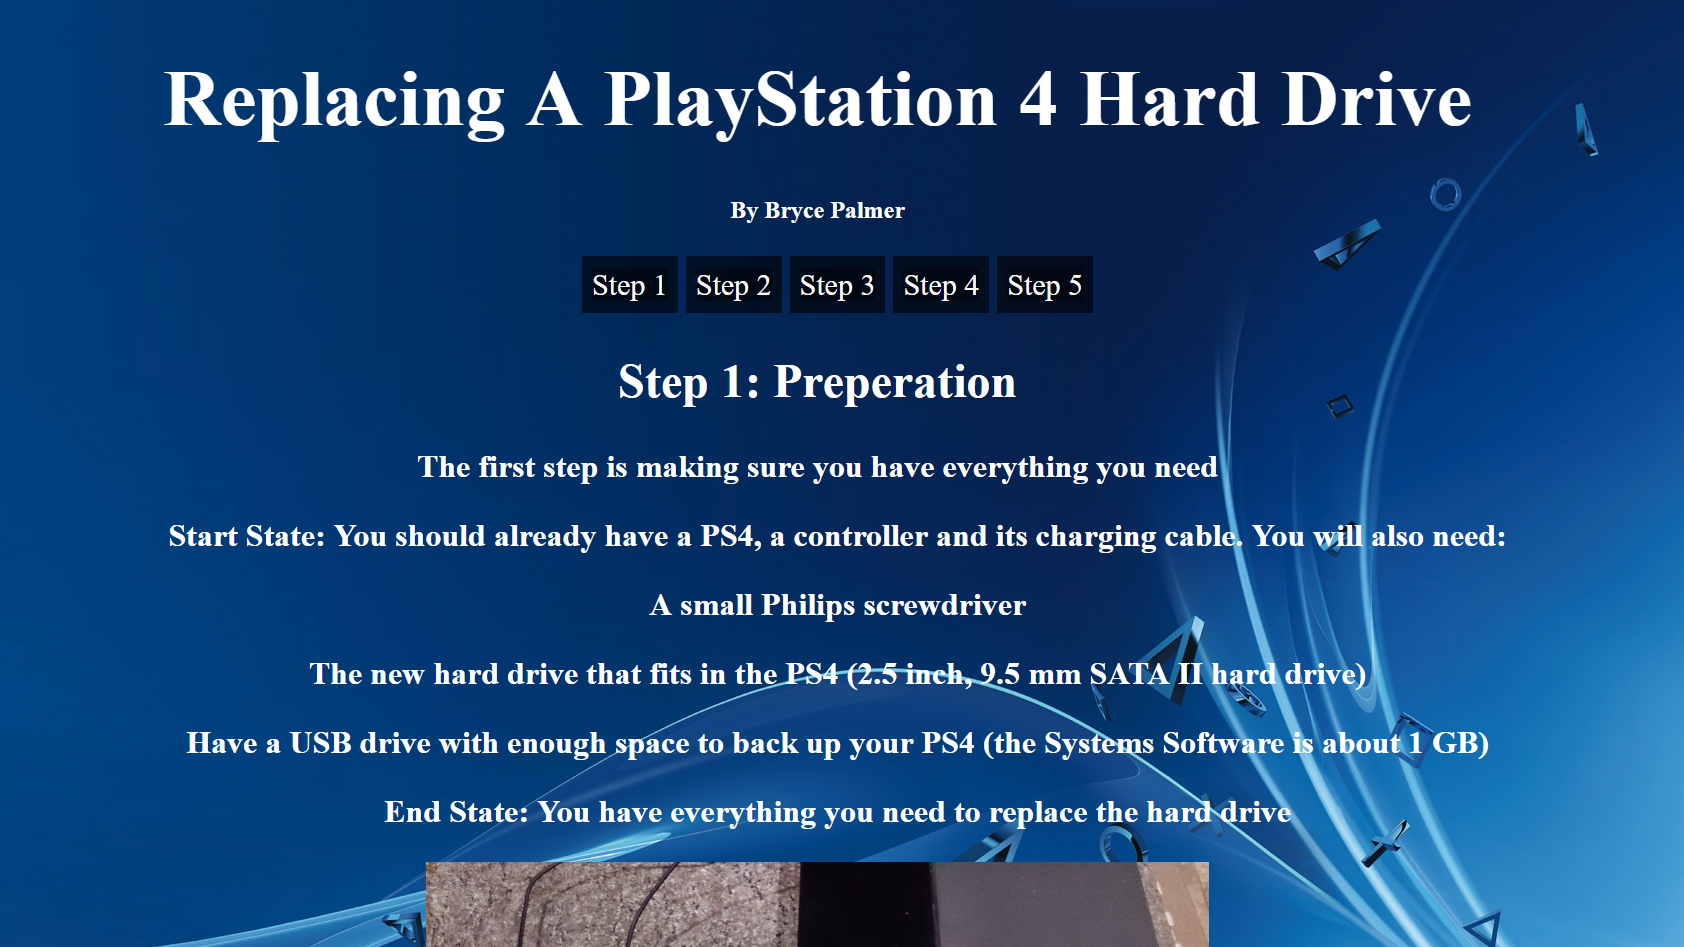 Replacing A PlayStation 4 Hard Drive
By Bryce Palmer
Step 1 Step 2 Step 3 Step 4 Step 5
Step 1: Preperation
The first step is making sure you have everything you need
Start State: You should already have a PS4, a controller and its charging cable. You will also need:
A small Philips screwdriver
The new hard drive that fits in the PS4 (2.5 inch, 9.5 mm SATA II hard drive)
Have a USB drive with enough space to back up your PS4 (the Systems Software is about 1 GB)
End State: You have everything you need to replace the hard drive